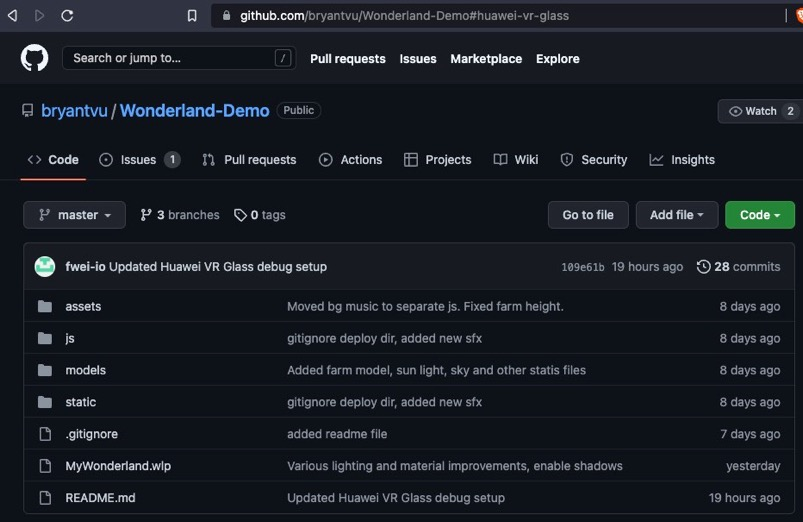 github.com/bryantvu/Wonderland-Demo#huawei-vr-glass
Search or jump to... / Pull requests Issues Marketplace Explore
bryantvu / Wonderland-Demo Public Watch 2
Code Issues 1 Pull requests Actions Projects Wiki Security Insights
master 3 branches 0 tags Go to file Add file Code
fwei-io Updated Huawei VR Glass debug setup 109e61b 19 hours ago 28 commits
assets Moved bg music to separate js. Fixed farm height. 8 days ago
js gitignore deploy dir, added new sfx 8 days ago
models Added farm model, sun light, sky and other statis files 8 days ago
static gitignore deploy dir, added new sfx 8 days ago
.gitignore added readme file 7 days ago
MyWonderland.wlp Various lighting and material improvements, enable shadows yesterday
README.md Updated Huawei VR Glass debug setup 19 hours ago